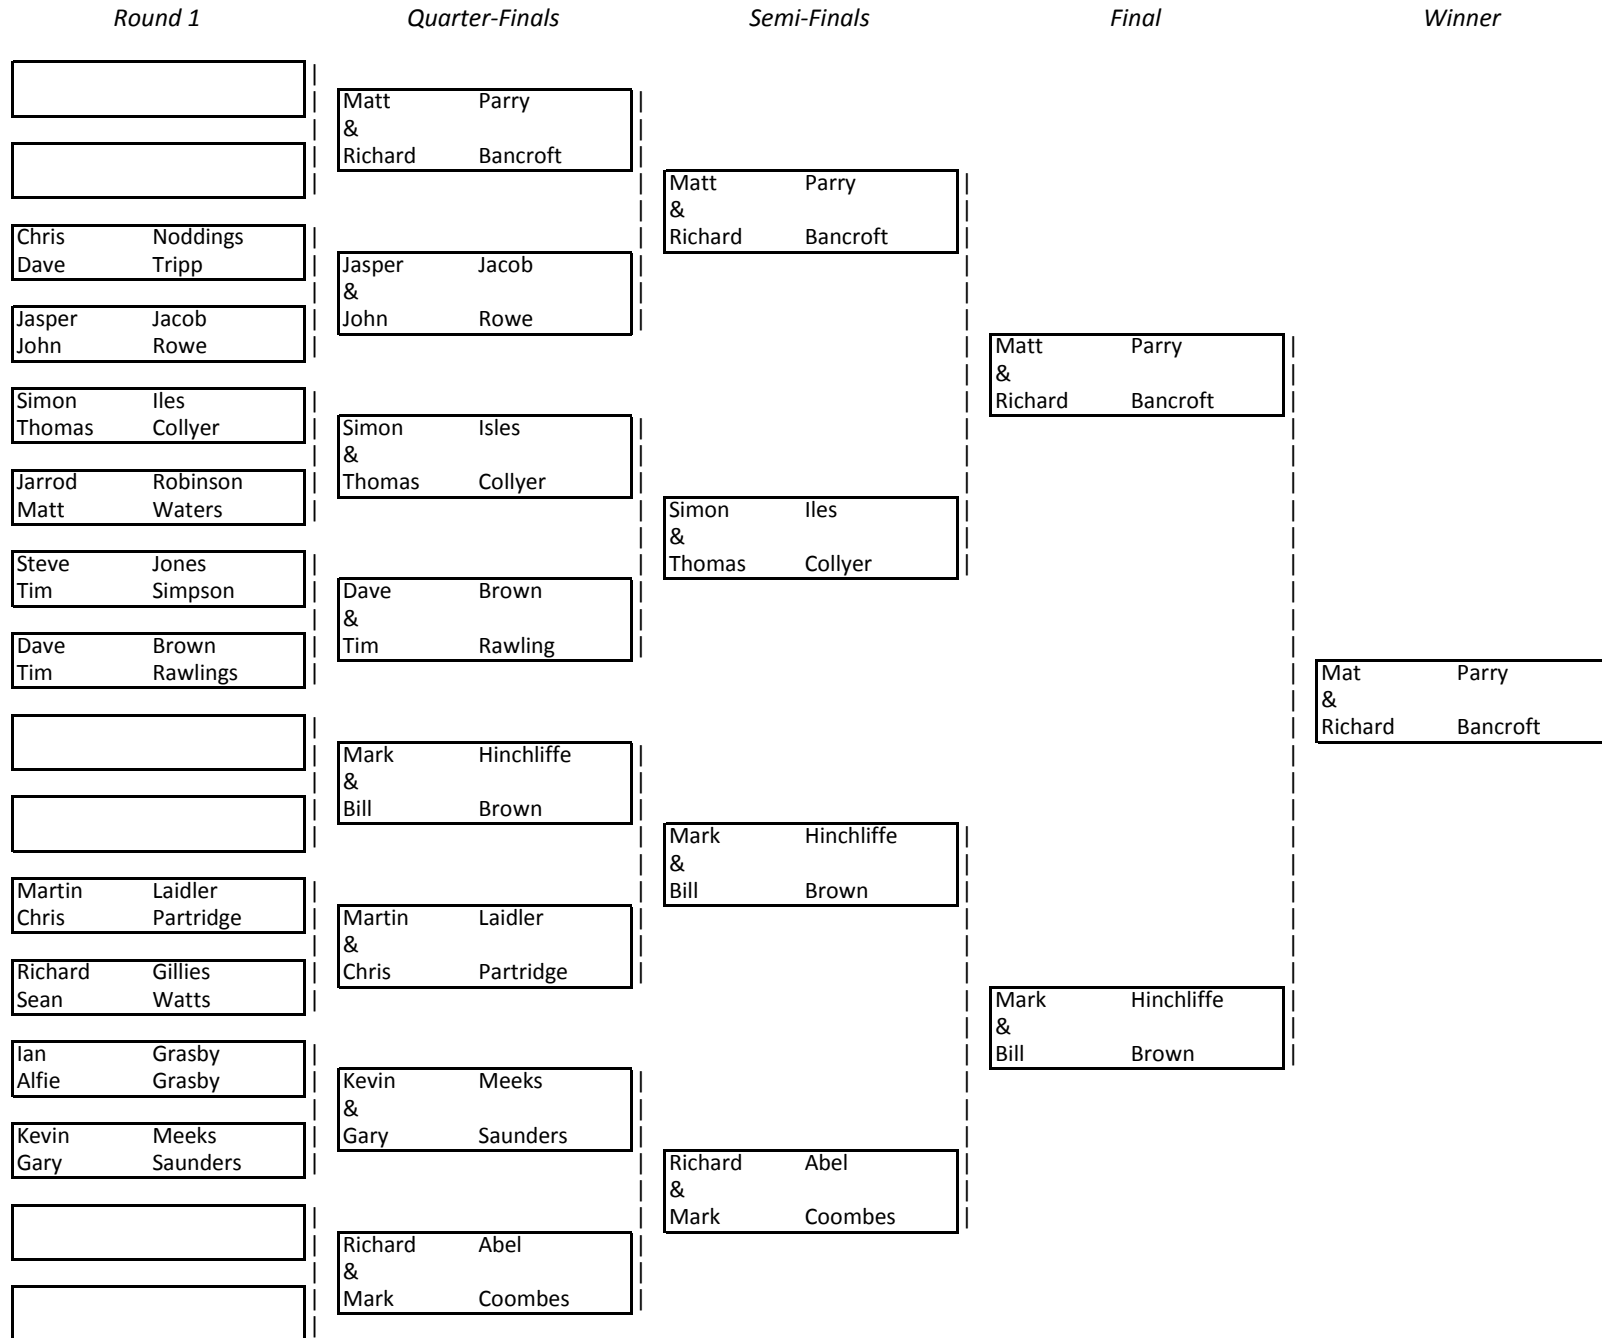 Round 1 Quarter-Finals Semi-Finals Final Winner
Matt Parry
&
Richard Bancroft
Matt Parry
&
Richard Bancroft
Chris Noddings
Dave Tripp
Jasper Jacob
&
John Rowe
Jasper Jacob
John Rowe
Matt Parry
&
Richard Bancroft
Simon Iles
Thomas Collyer
Simon Isles
&
Thomas Collyer
Jarrod Robinson
Matt Waters
Simon Iles
&
Thomas Collyer
Steve Jones
Tim Simpson
Dave Brown
&
Tim Rawling
Dave Brown
Tim Rawlings
Mat Parry
&
Richard Bancroft
Mark Hinchliffe
&
Bill Brown
Mark Hinchliffe
&
Bill Brown
Martin Laidler
Chris Partridge
Martin Laidler
&
Chris Partridge
Richard Gillies
Sean Watts
Mark Hinchliffe
&
Bill Brown
Ian Grasby
Alfie Grasby
Kevin Meeks
&
Gary Saunders
Kevin Meeks
Gary Saunders
Richard Abel
&
Mark Coombes
Richard Abel
&
Mark Coombes